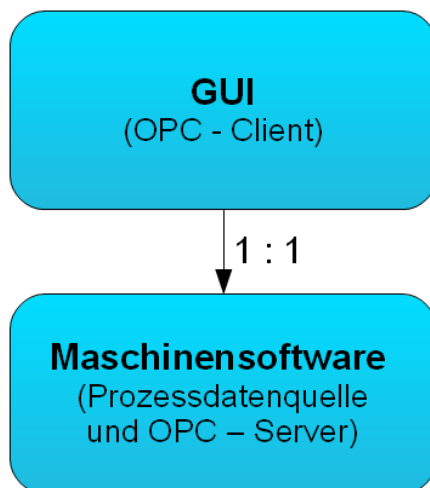 GUI
(OPC - Client)
1 : 1
Maschinensoftware
(Prozessdatenquelle
und OPC – Server)